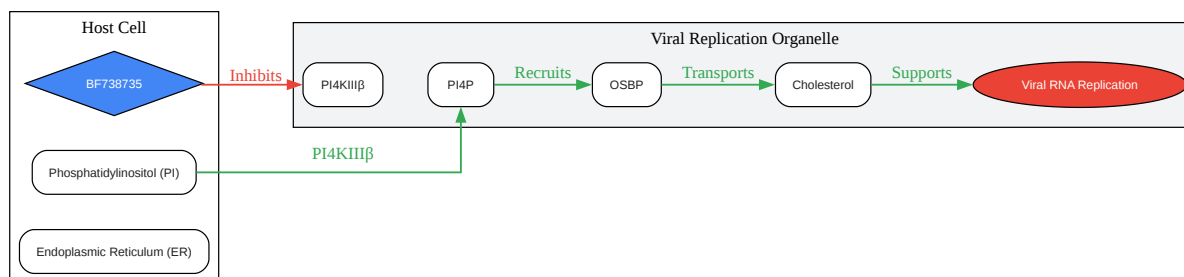 Host Cell
Viral Replication Organelle
BF738735
Inhibits
PI4KIIIβ
PI4P
Recruits
OSBP
Transports
Cholesterol
Supports
Viral RNA Replication
PI4KIIIβ
Phosphatidylinositol (PI)
Endoplasmic Reticulum (ER)